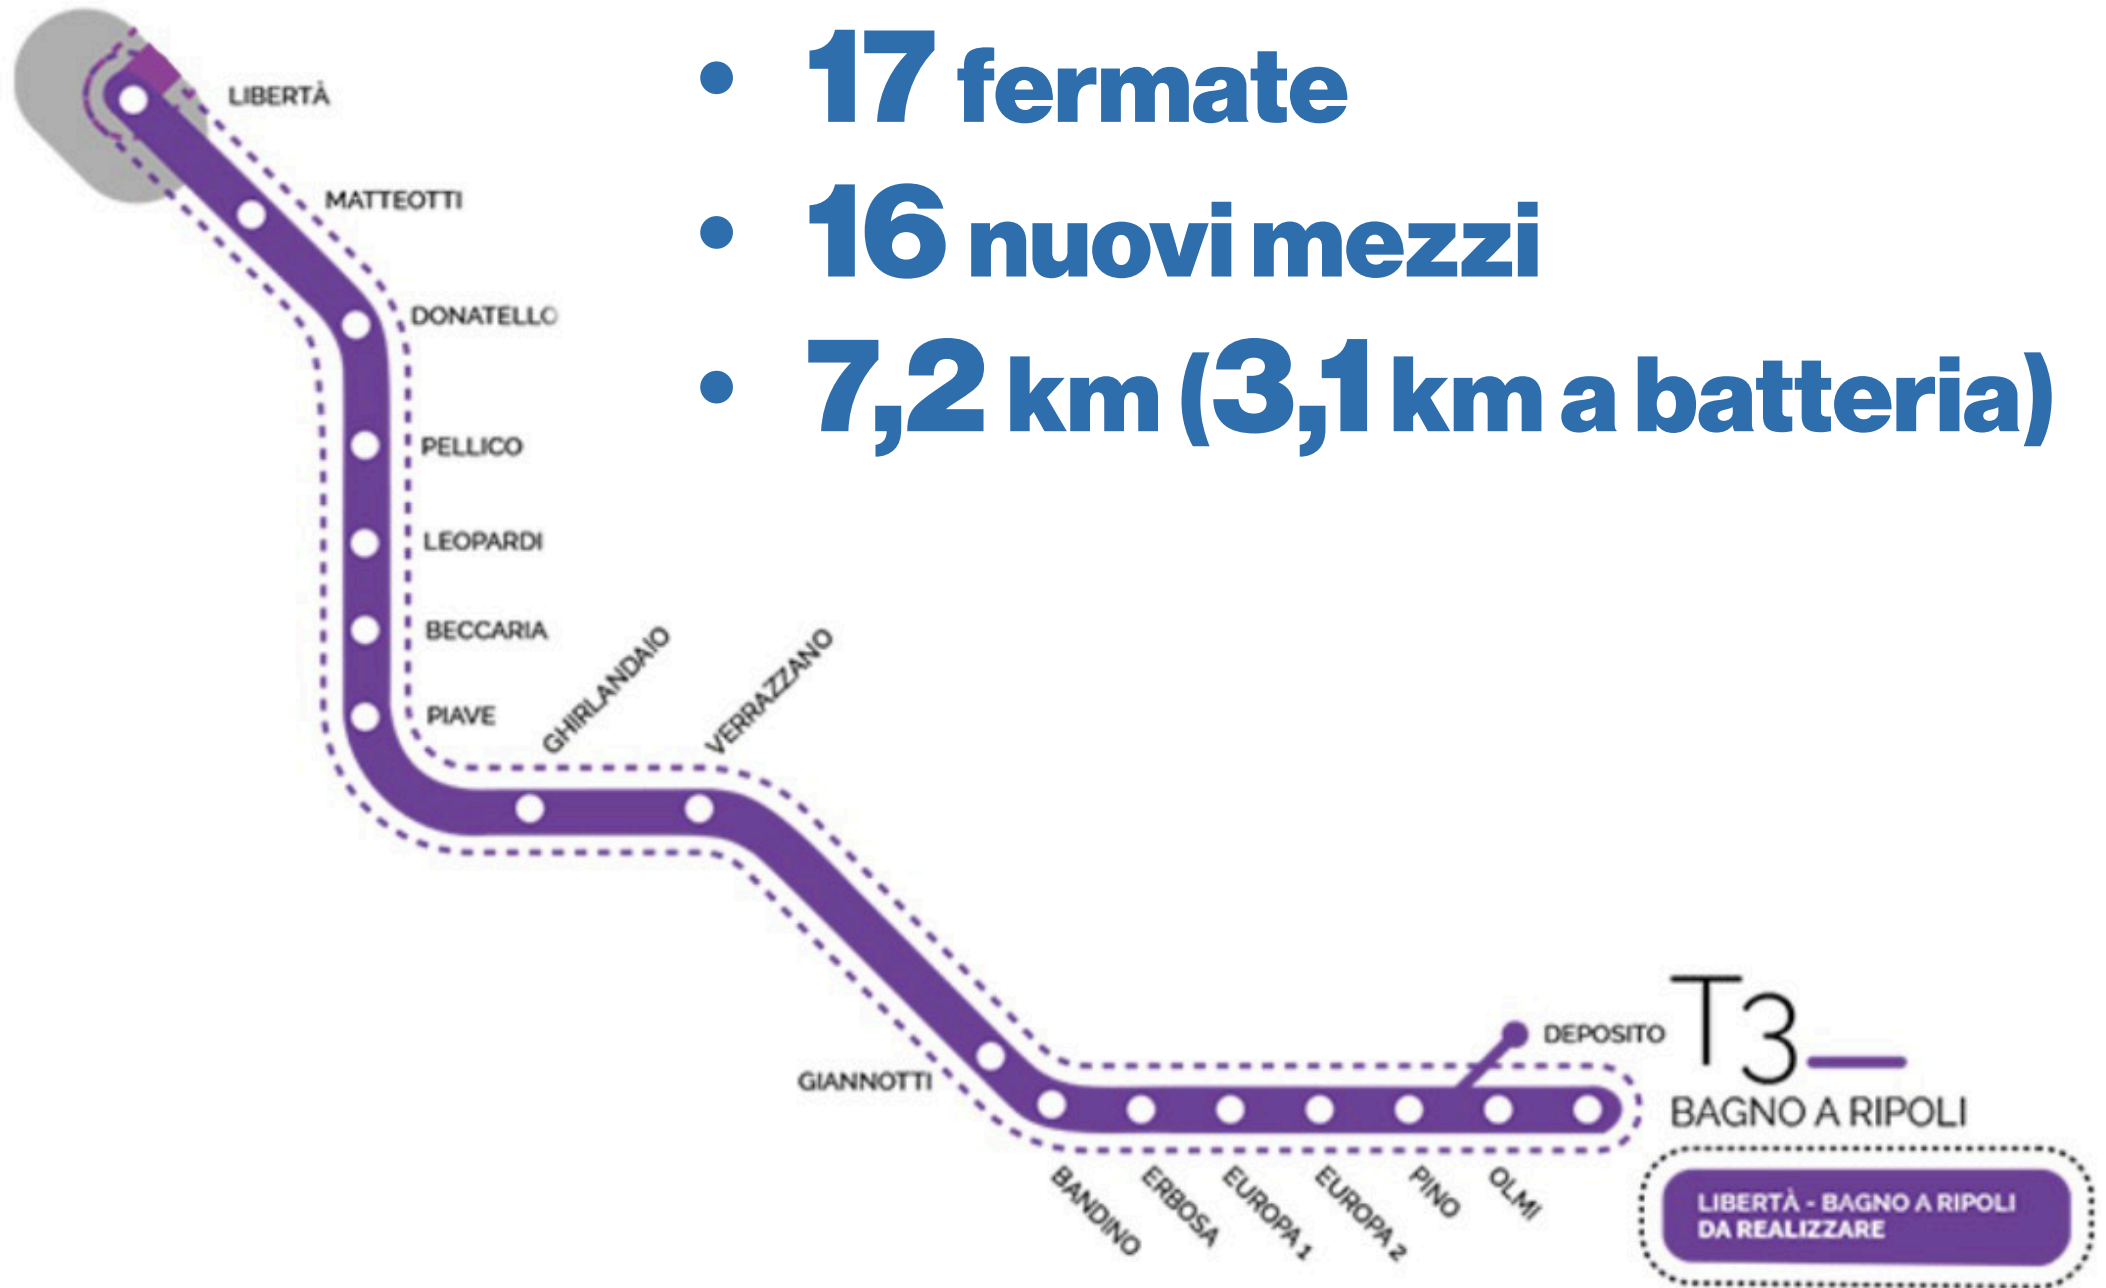 LIBERTÀ
• 17 fermate
MATTEOTTI
• 16 nuovi mezzi
DONATELLO
• 7,2 km (3,1 km a batteria)
PELLICO
LEOPARDI
BECCARIA
PIAVE
GHIRLANDAIO
VERRAZZANO
GIANNOTTI
BANDINO
ERBOSA
EUROPA 1
EUROPA 2
PINO
OLMI
DEPOSITO
T3
BAGNO A RIPOLI
LIBERTÀ - BAGNO A RIPOLI
DA REALIZZARE